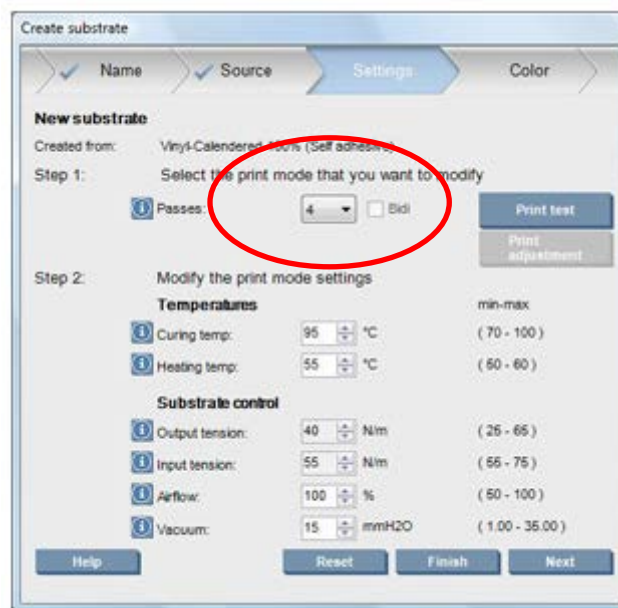 Create substrate
Name Source Settings Color
New substrate
Created from: Vinyl-Calendered 100% (Self adhesive)
Step 1: Select the print mode that you want to modify
Passes: 4 Bidi Print test
Print adjustment
Step 2: Modify the print mode settings
Temperatures min-max
Curing temp: 95 °C ( 70 - 100 )
Heating temp: 55 °C ( 50 - 60 )
Substrate control
Output tension: 40 N/m ( 25 - 65 )
Input tension: 55 N/m ( 55 - 75 )
Airflow: 100 % ( 50 - 100 )
Vacuum: 15 mmH2O ( 1.00 - 35.00 )
Help Reset Finish Next